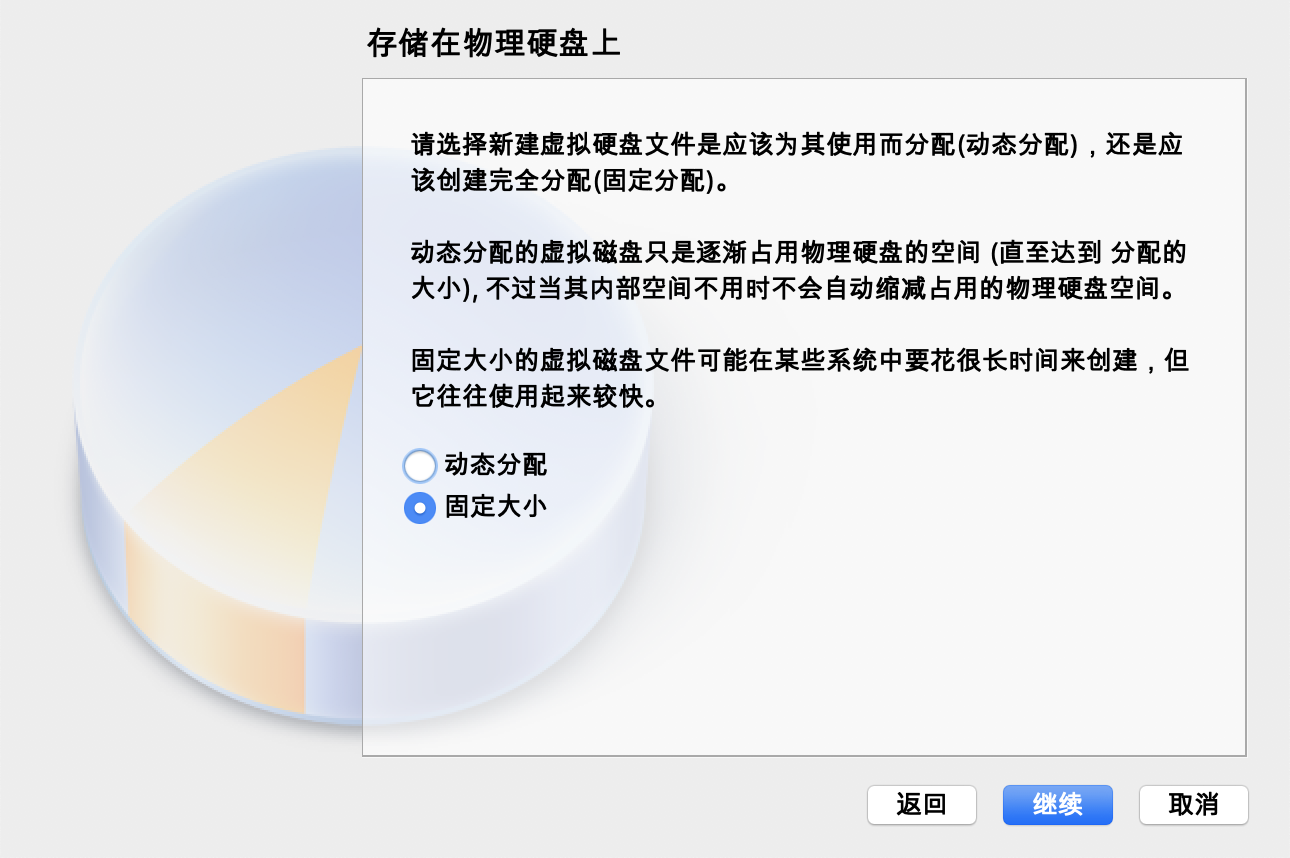 存储在物理硬盘上
请选择新建虚拟硬盘文件是应该为其使用而分配(动态分配)，还是应
该创建完全分配(固定分配)。
动态分配的虚拟磁盘只是逐渐占用物理硬盘的空间 (直至达到 分配的
大小), 不过当其内部空间不用时不会自动缩减占用的物理硬盘空间。
固定大小的虚拟磁盘文件可能在某些系统中要花很长时间来创建，但
它往往使用起来较快。
动态分配
固定大小
返回 继续 取消